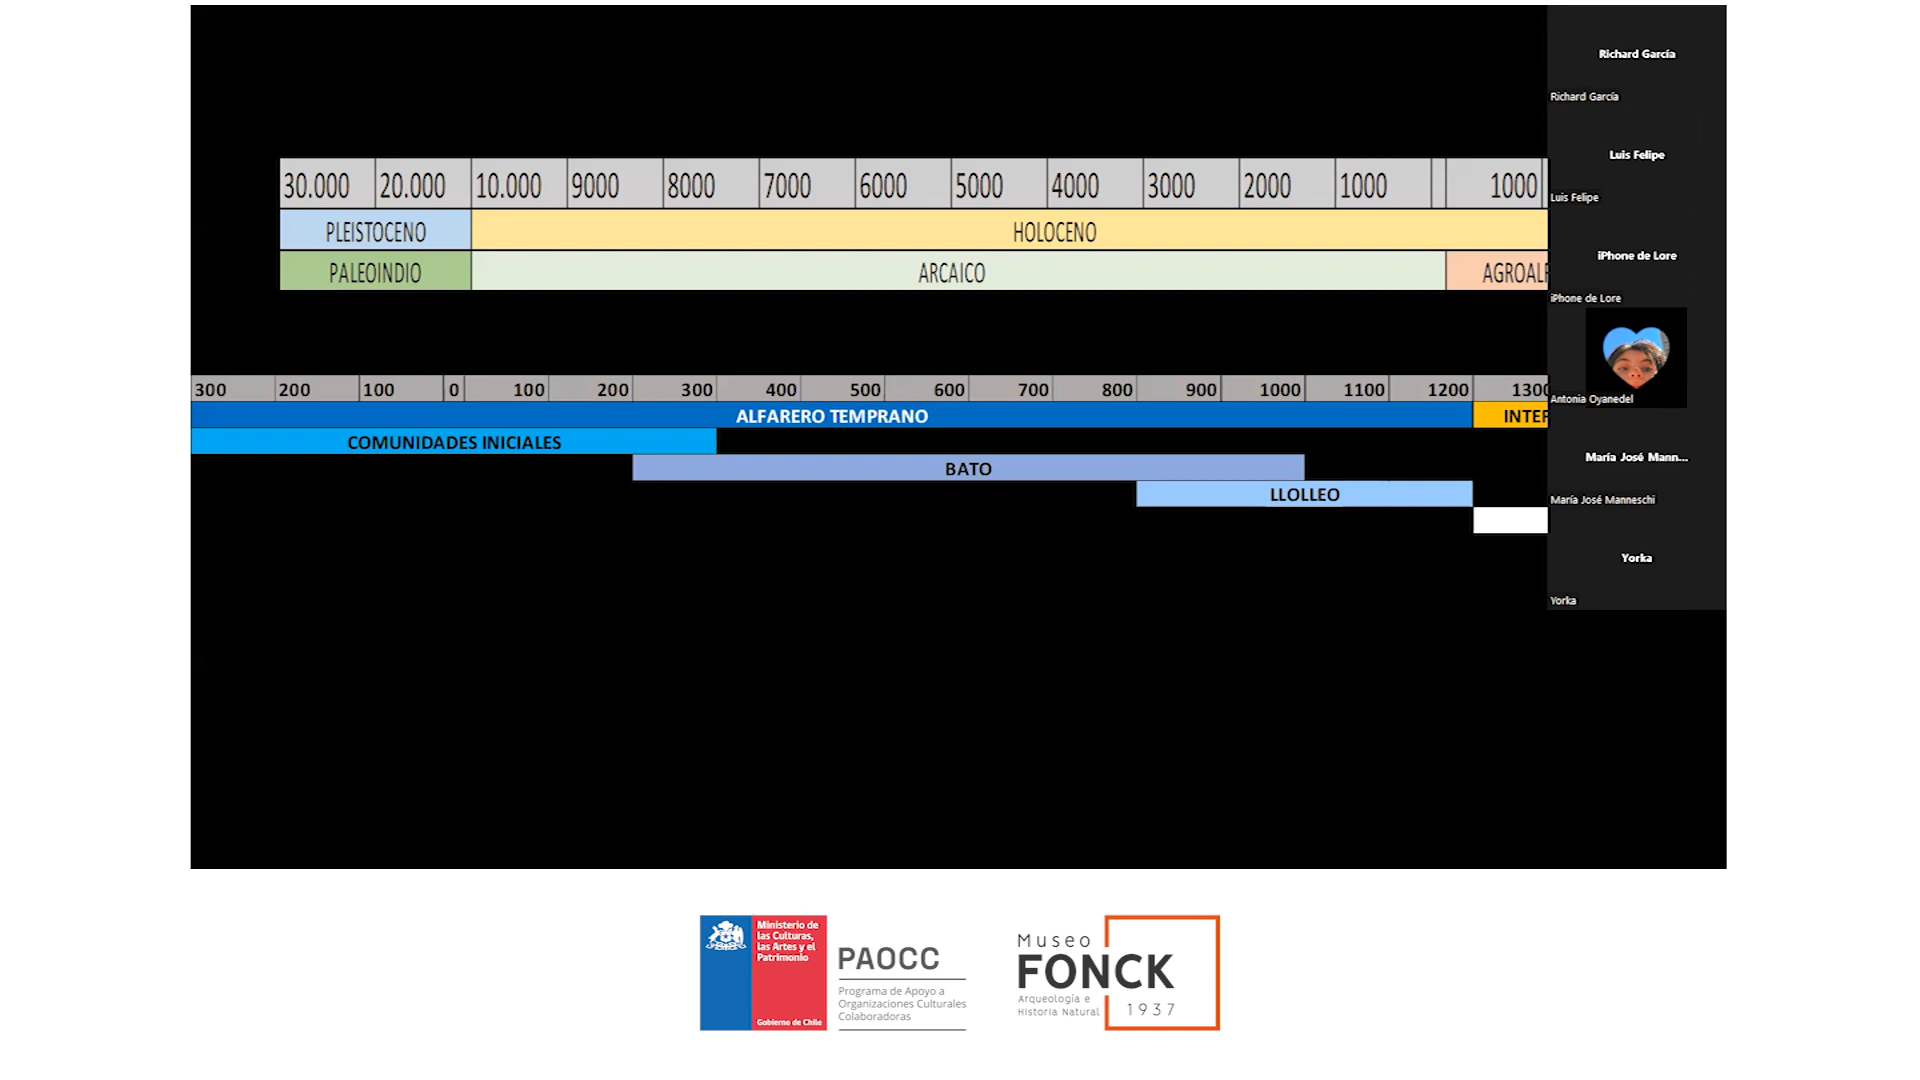 30.000 20.000 10.000 9000 8000 7000 6000 5000 4000 3000 2000 1000 1000
PLEISTOCENO HOLOCENO
PALEOINDIO ARCAICO AGROALF
300 200 100 0 100 200 300 400 500 600 700 800 900 1000 1100 1200 1300
ALFARERO TEMPRANO INTER
COMUNIDADES INICIALES
BATO
LLOLLEO
Richard García
Richard García
Luis Felipe
Luis Felipe
iPhone de Lore
iPhone de Lore
Antonia Oyanedel
María José Mann...
María José Manneschi
Yorka
Yorka
Ministerio de
las Culturas,
las Artes y el
Patrimonio
Gobierno de Chile
PAOCC
Programa de Apoyo a
Organizaciones Culturales
Colaboradoras
Museo
FONCK
Arqueología e
Historia Natural
1937